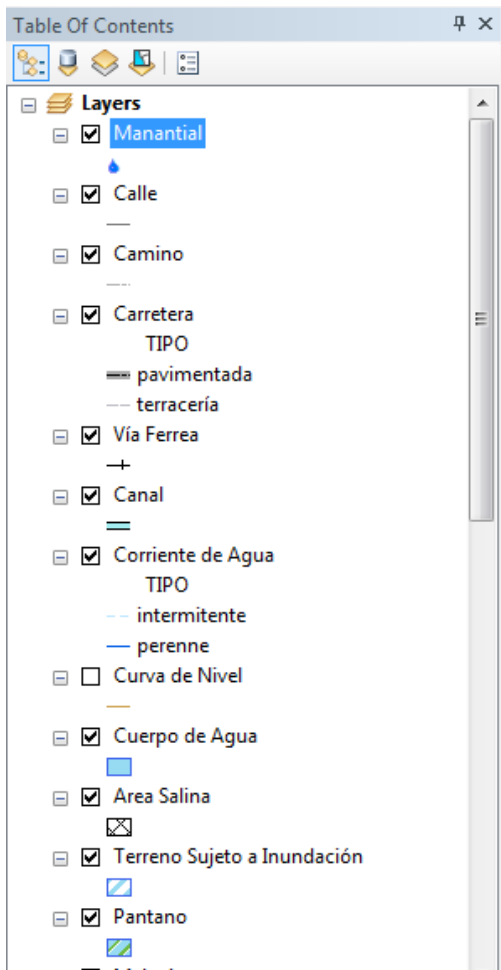 Table Of Contents
Layers
Manantial
Calle
Camino
Carretera
TIPO
pavimentada
terracería
Vía Ferrea
Canal
Corriente de Agua
TIPO
intermitente
perenne
Curva de Nivel
Cuerpo de Agua
Area Salina
Terreno Sujeto a Inundación
Pantano